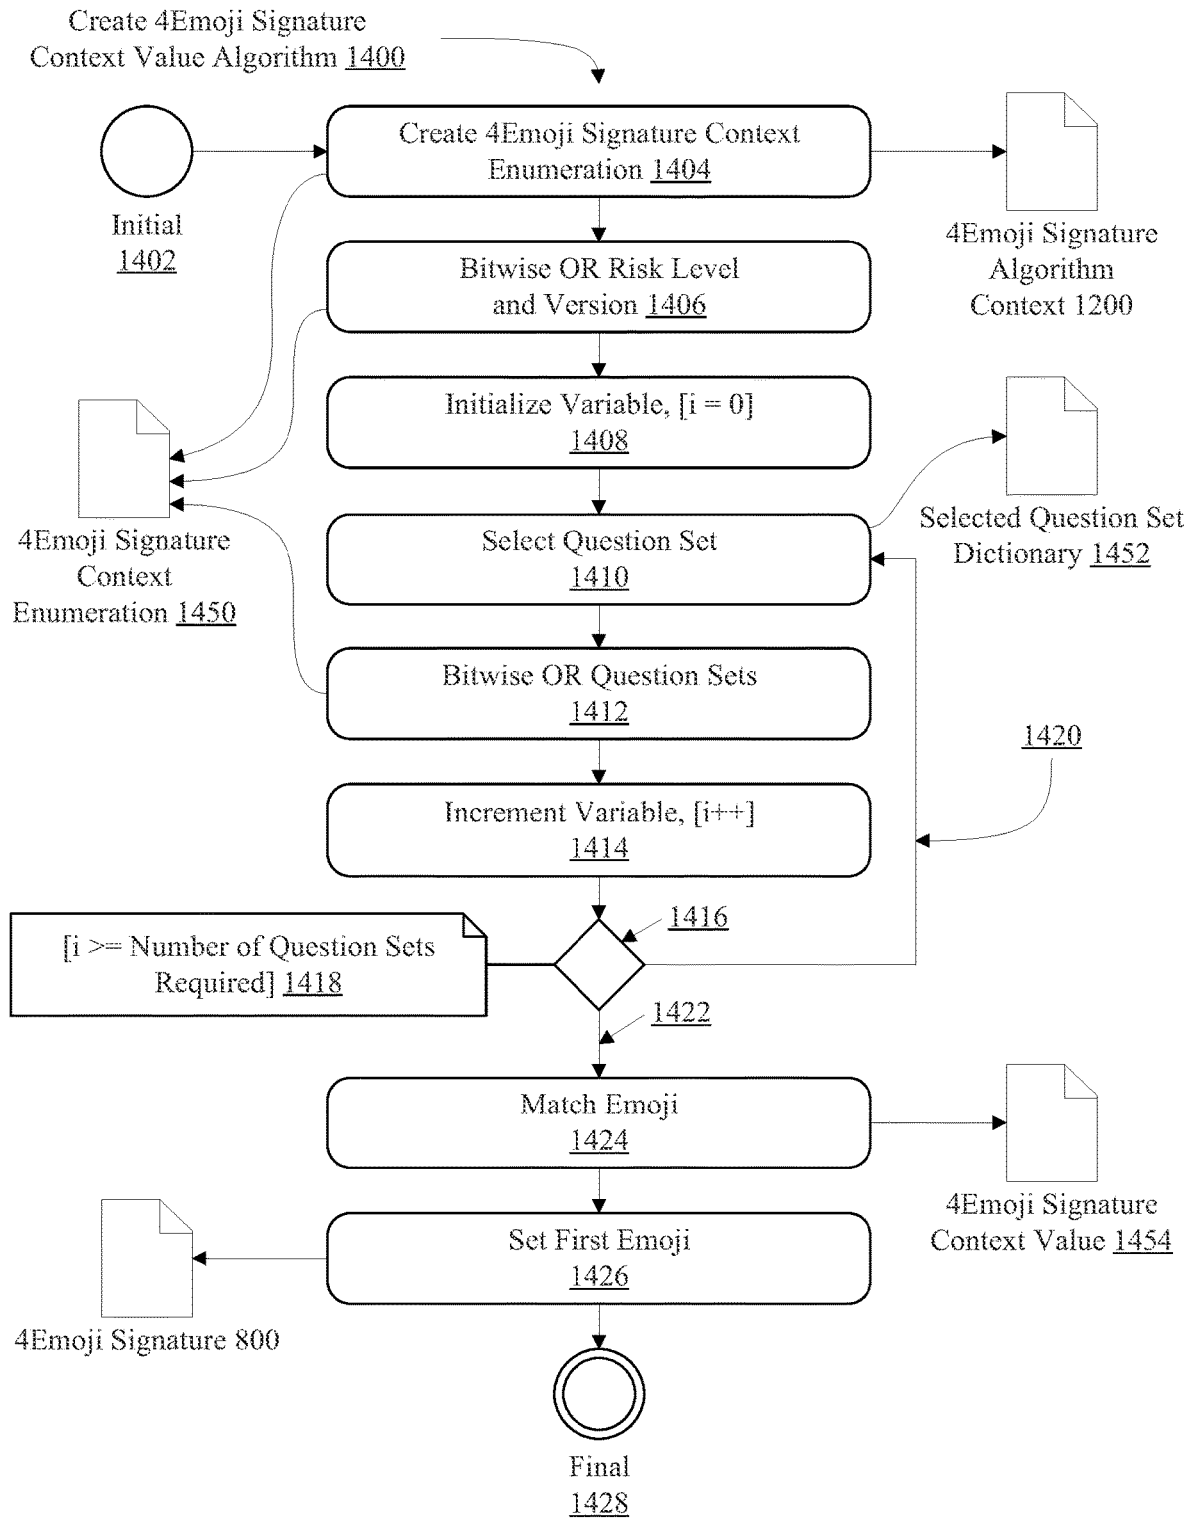 Create 4Emoji Signature
Context Value Algorithm 1400
Create 4Emoji Signature Context
Enumeration 1404
Initial
1402
4Emoji Signature
Algorithm
Context 1200
Bitwise OR Risk Level
and Version 1406
Initialize Variable, [i = 0]
1408
4Emoji Signature
Context
Enumeration 1450
Select Question Set
1410
Selected Question Set
Dictionary 1452
Bitwise OR Question Sets
1412
1420
Increment Variable, [i++]
1414
1416
[i >= Number of Question Sets
Required] 1418
1422
Match Emoji
1424
4Emoji Signature
Context Value 1454
Set First Emoji
1426
4Emoji Signature 800
Final
1428